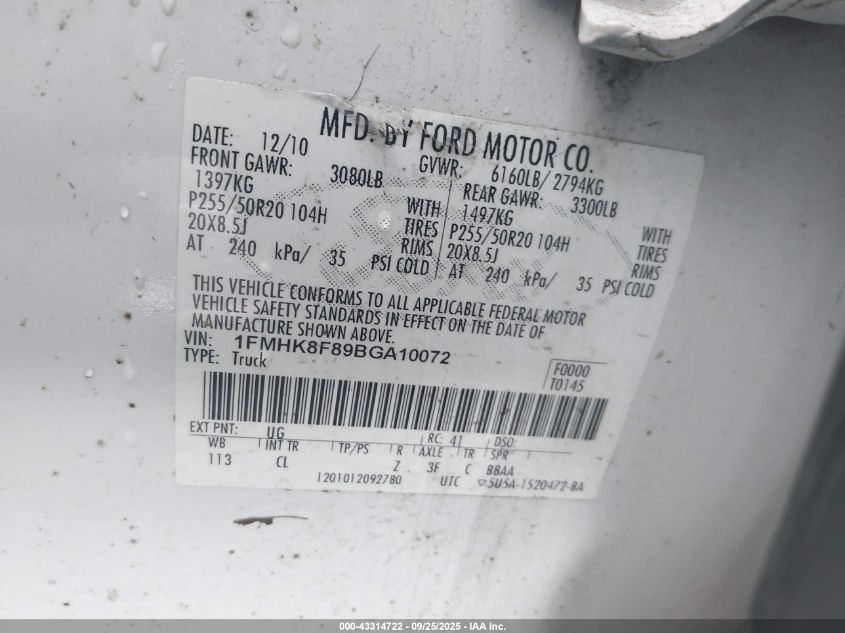 MFD. BY FORD MOTOR CO.
DATE: 12/10 GVWR: 6160LB/ 2794KG
FRONT GAWR: 3080LB REAR GAWR: 3300LB
1397KG WITH 1497KG WITH
P255/50R20 104H TIRES P255/50R20 104H TIRES
20X8.5J RIMS 20X8.5J RIMS
AT 240 kPa/ 35 PSI COLD AT 240 kPa/ 35 PSI COLD
THIS VEHICLE CONFORMS TO ALL APPLICABLE FEDERAL MOTOR
VEHICLE SAFETY STANDARDS IN EFFECT ON THE DATE OF
MANUFACTURE SHOWN ABOVE.
VIN: 1FMHK8F89BGA10072
TYPE: Truck
F0000
T0145
EXT PNT: UG RC: 41 DSO:
WB INT TR TP/PS R AXLE TR SPR
113 CL Z 3F C BBAA
1201012092780 UTC ▽5U5A-1520472-BA
000-43314722 - 09/25/2025 - IAA Inc.